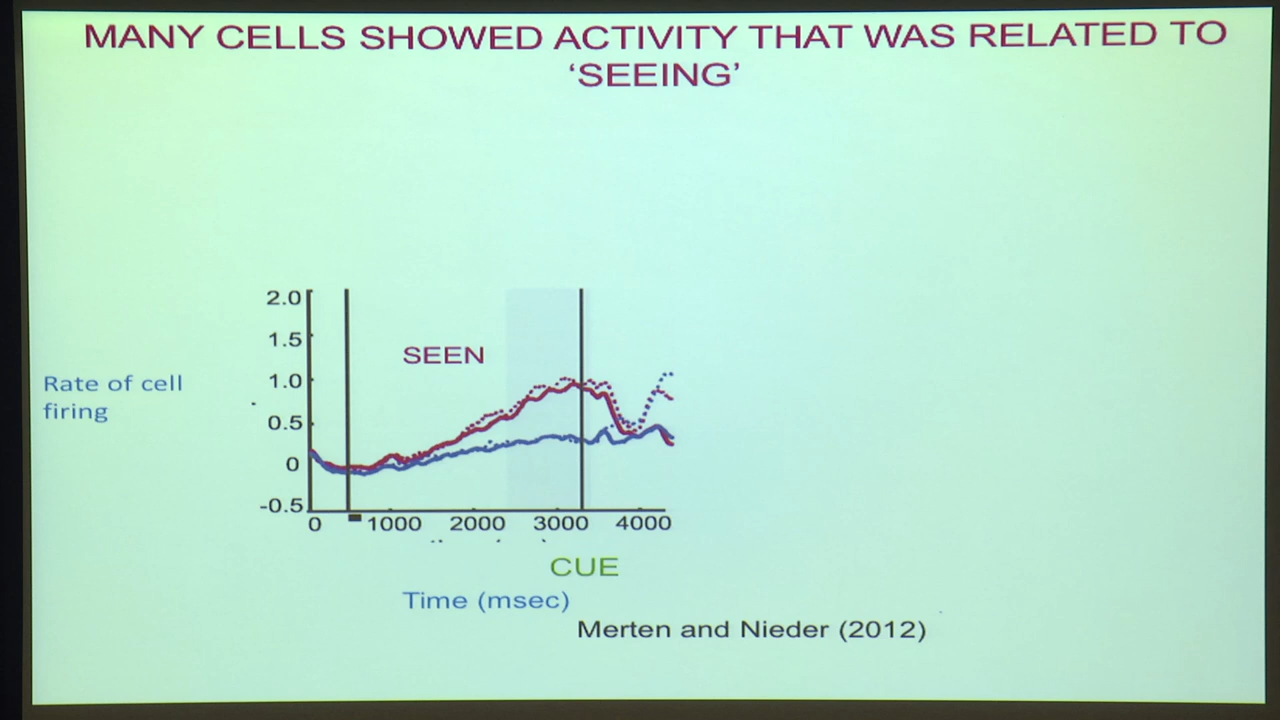 MANY CELLS SHOWED ACTIVITY THAT WAS RELATED TO
‘SEEING’
2.0
1.5
1.0
0.5
0
-0.5
SEEN
Rate of cell
firing
0 1000 2000 3000 4000
CUE
Time (msec)
Merten and Nieder (2012)